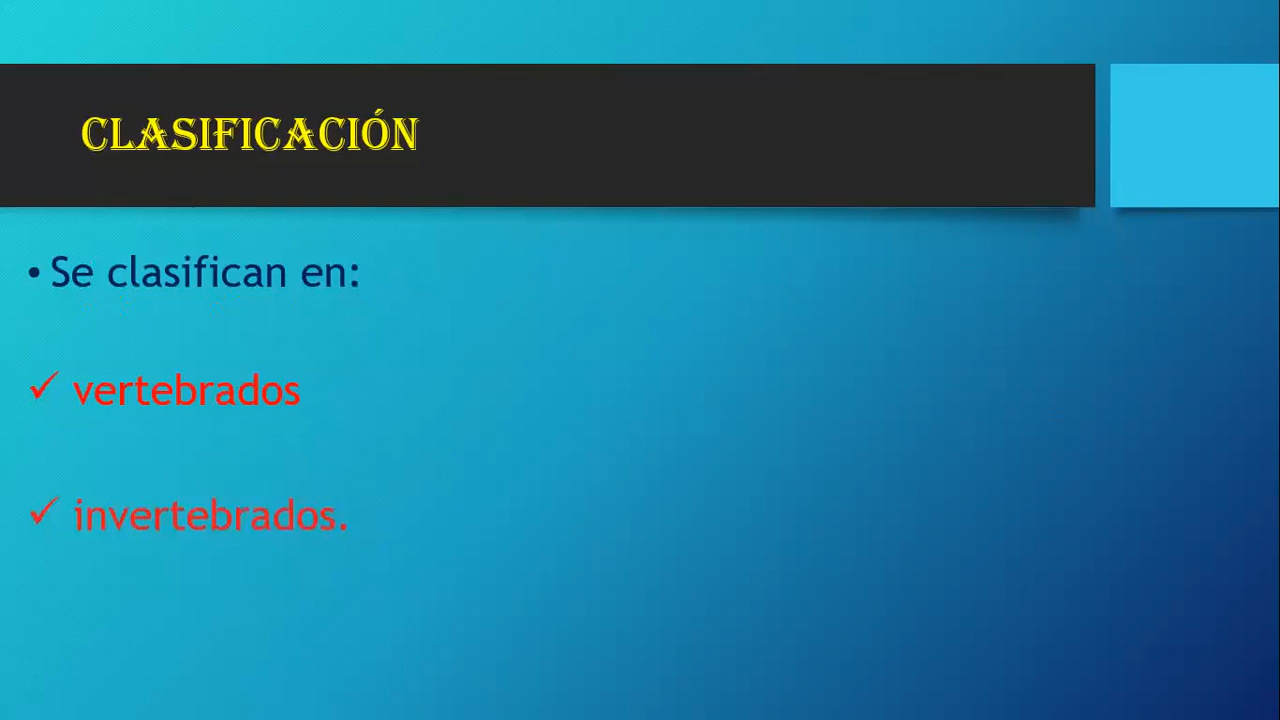 CLASIFICACIÓN
• Se clasifican en:
✓ vertebrados
✓ invertebrados.